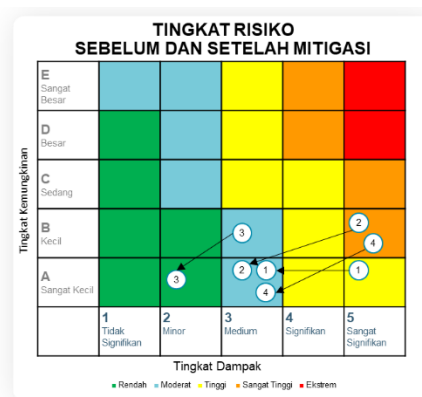 TINGKAT RISIKO
SEBELUM DAN SETELAH MITIGASI
Tingkat Kemungkinan
E
Sangat
Besar
D
Besar
C
Sedang
B
Kecil
3
2
4
A
Sangat Kecil
3
2
1
4
1
1
Tidak
Signifikan
2
Minor
3
Medium
4
Signifikan
5
Sangat
Signifikan
Tingkat Dampak
Rendah Moderat Tinggi Sangat Tinggi Ekstrem